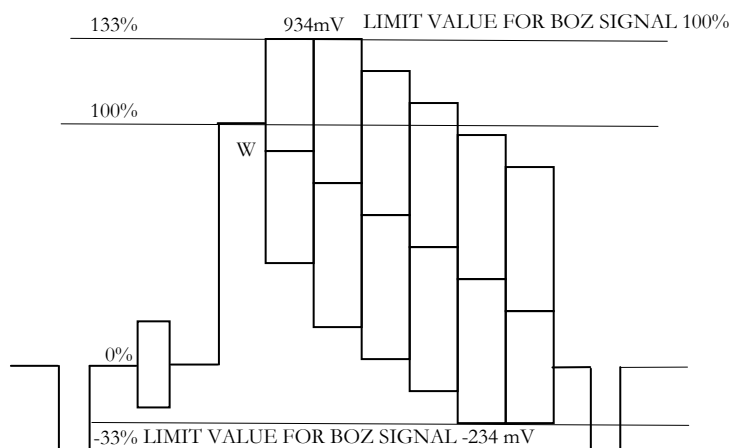 133% 934mV LIMIT VALUE FOR BOZ SIGNAL 100%
100%
W
0%
-33% LIMIT VALUE FOR BOZ SIGNAL -234 mV